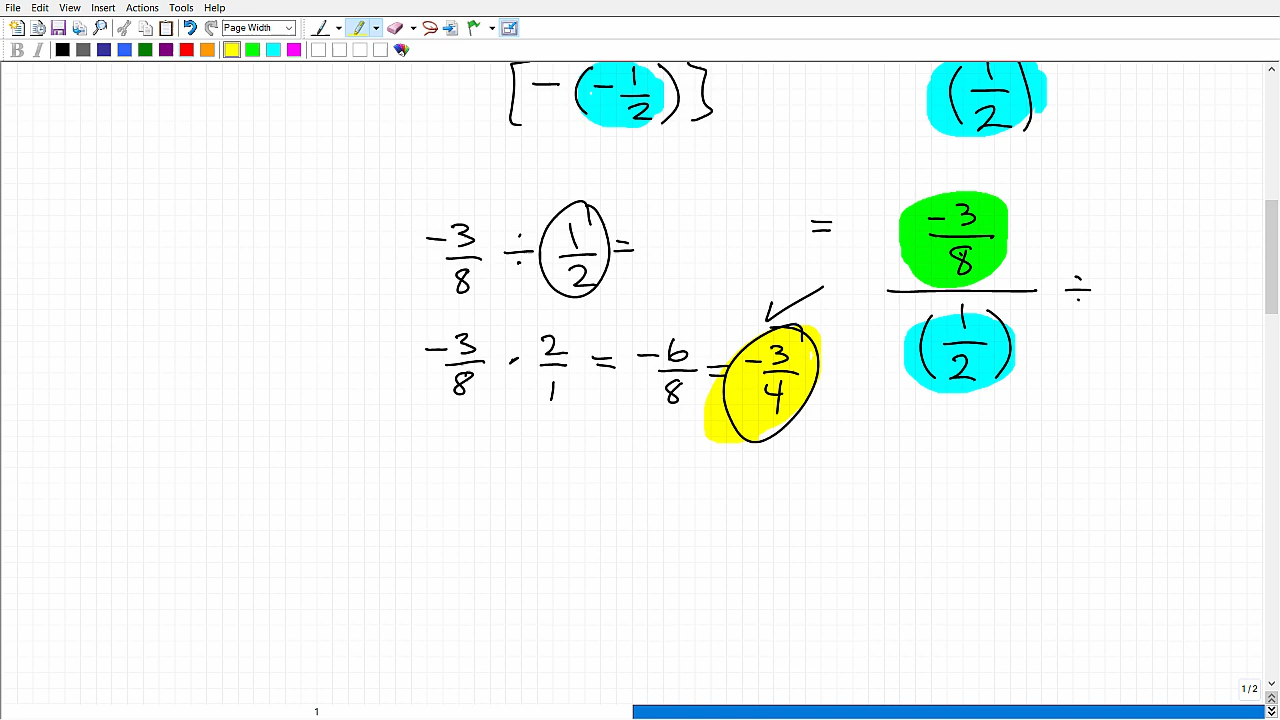 File Edit View Insert Actions Tools Help
Page Width
B I
[-(-1/2)] (1/2)
-3/8 ÷ 1/2 = = (-3/8)/(1/2) ÷
-3/8 · 2/1 = -6/8 = -3/4
1/2
1